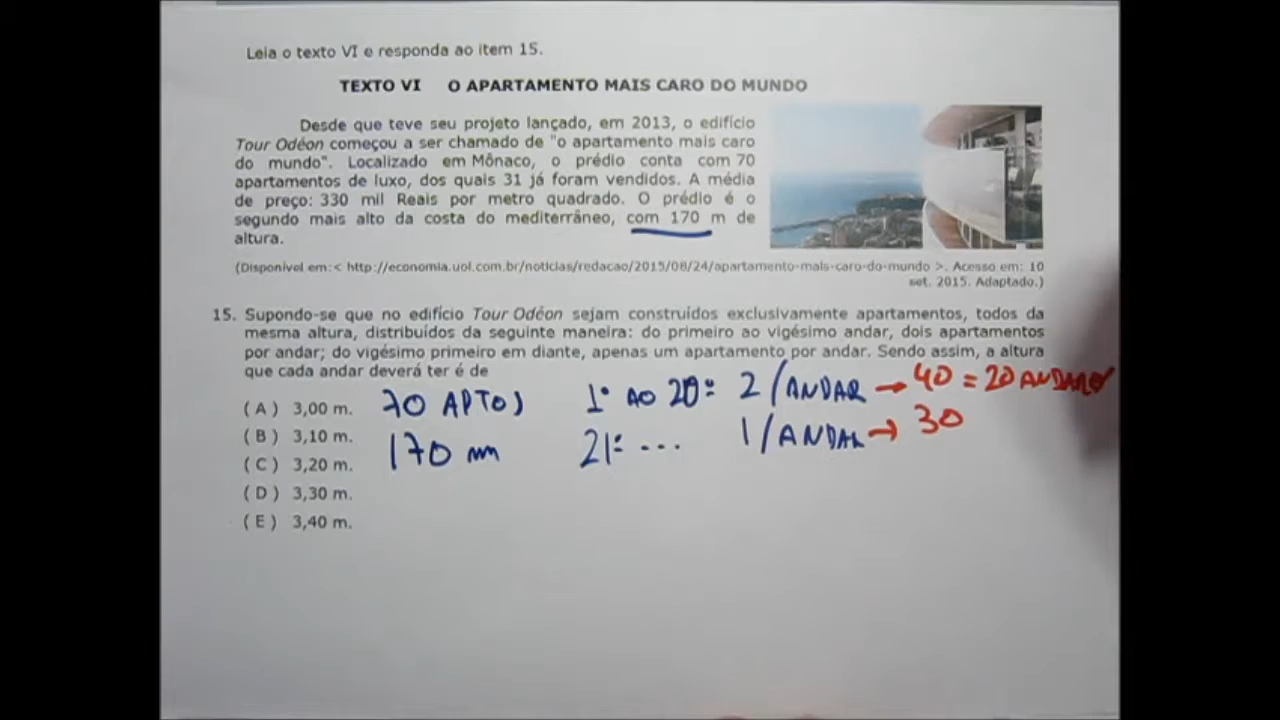 Leia o texto VI e responda ao item 15.
TEXTO VI O APARTAMENTO MAIS CARO DO MUNDO
Desde que teve seu projeto lançado, em 2013, o edifício
Tour Odéon começou a ser chamado de "o apartamento mais caro
do mundo". Localizado em Mônaco, o prédio conta com 70
apartamentos de luxo, dos quais 31 já foram vendidos. A média
de preço: 330 mil Reais por metro quadrado. O prédio é o
segundo mais alto da costa do mediterrâneo, com 170 m de
altura.
(Disponível em:< http://economia.uol.com.br/noticias/redacao/2015/08/24/apartamento-mais-caro-do-mundo >. Acesso em: 10
set. 2015. Adaptado.)
15. Supondo-se que no edifício Tour Odéon sejam construídos exclusivamente apartamentos, todos da
mesma altura, distribuídos da seguinte maneira: do primeiro ao vigésimo andar, dois apartamentos
por andar; do vigésimo primeiro em diante, apenas um apartamento por andar. Sendo assim, a altura
que cada andar deverá ter é de
(A) 3,00 m. 70 APTOS 1º AO 20º 2/ANDAR → 40 = 20 ANDARES
(B) 3,10 m. 170 m 21º ... 1/ANDAR → 30
(C) 3,20 m.
(D) 3,30 m.
(E) 3,40 m.